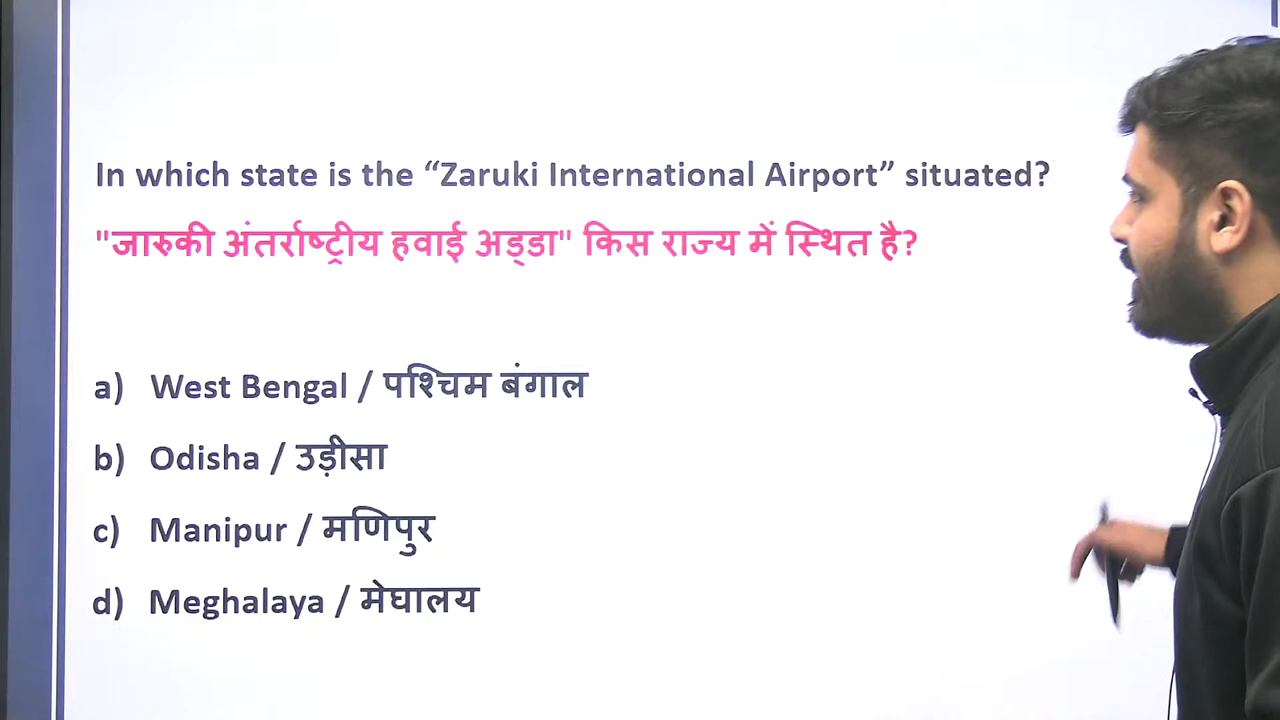 In which state is the “Zaruki International Airport” situated?
"जारुकी अंतर्राष्ट्रीय हवाई अड्डा" किस राज्य में स्थित है?
a) West Bengal / पश्चिम बंगाल
b) Odisha / उड़ीसा
c) Manipur / मणिपुर
d) Meghalaya / मेघालय